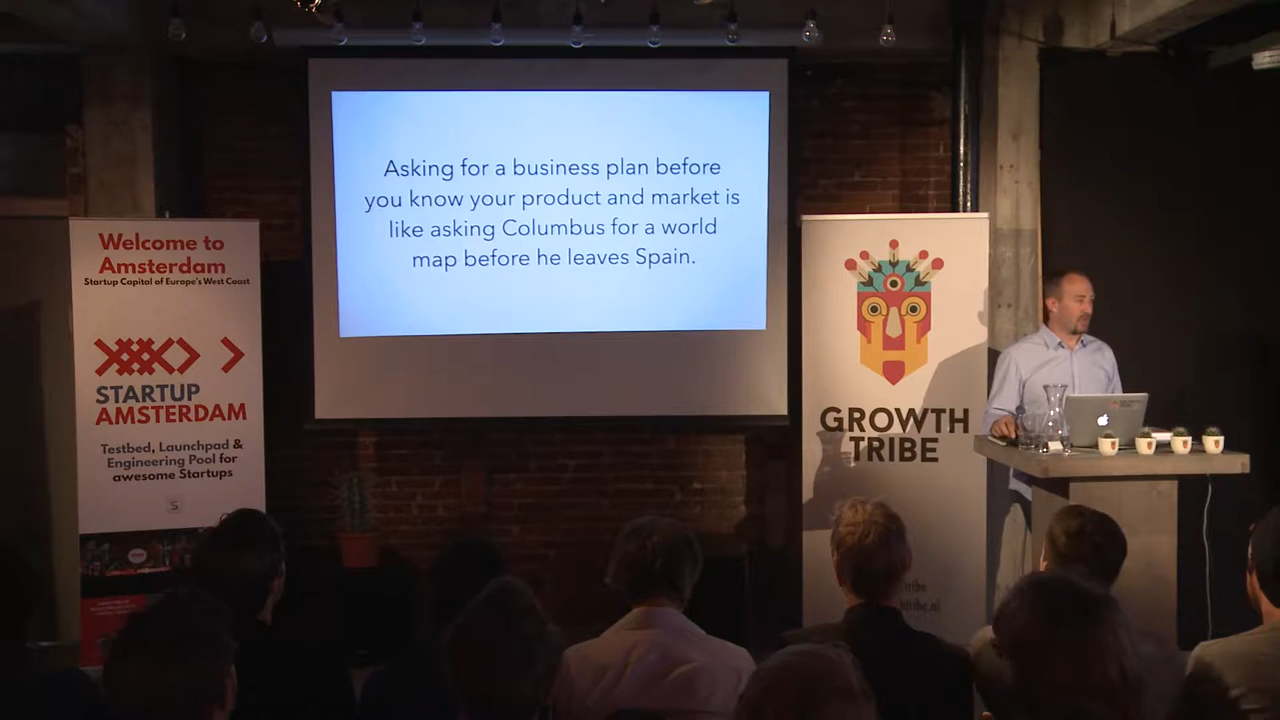 Asking for a business plan before
you know your product and market is
like asking Columbus for a world
map before he leaves Spain.
Welcome to
Amsterdam
Startup Capital of Europe's West Coast
STARTUP
AMSTERDAM
Testbed, Launchpad &
Engineering Pool for
awesome Startups
GROWTH
TRIBE